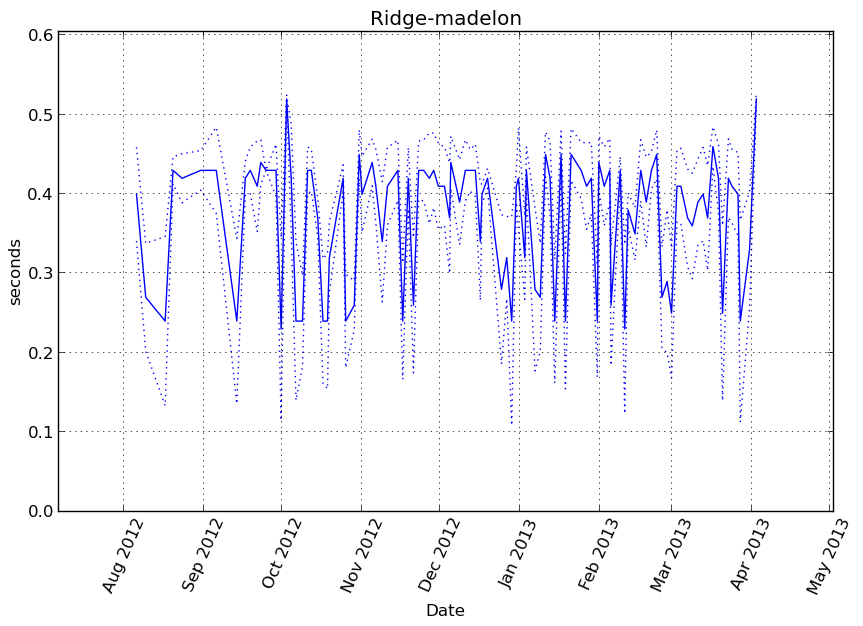 Ridge-madelon
0.6
0.5
0.4
0.3
0.2
0.1
0.0
seconds
Aug 2012
Sep 2012
Oct 2012
Nov 2012
Dec 2012
Jan 2013
Feb 2013
Mar 2013
Apr 2013
May 2013
Date